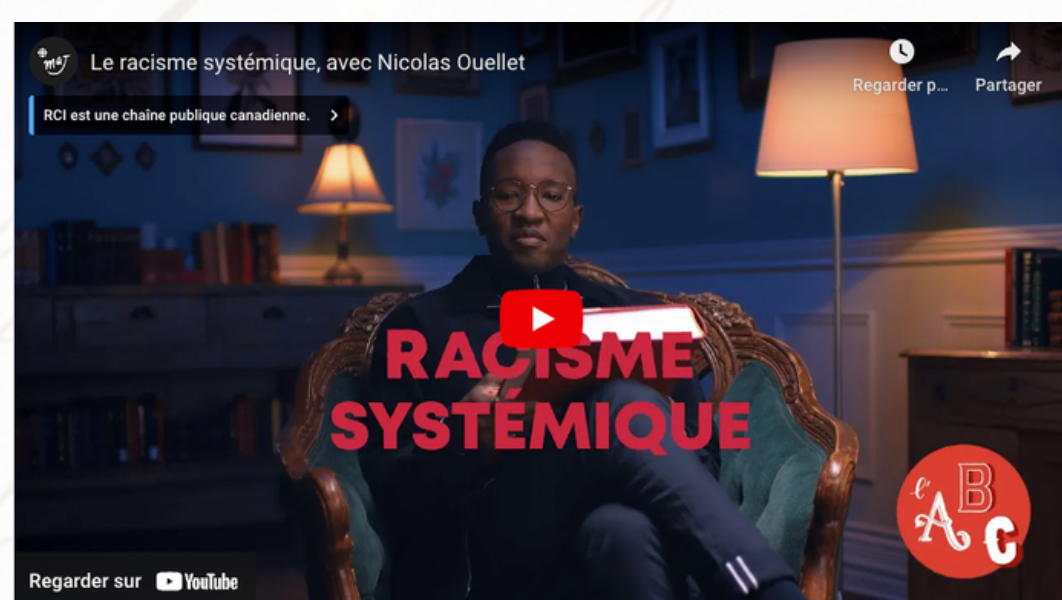 Le racisme systémique, avec Nicolas Ouellet
Regarder p...
Partager
RCI est une chaîne publique canadienne.
RACISME
SYSTÉMIQUE
l'ABC
Regarder sur YouTube